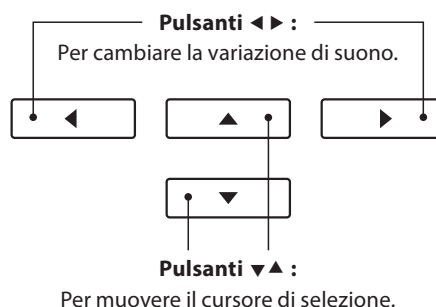 Pulsanti ◀ ▶ :
Per cambiare la variazione di suono.
Pulsanti ▼▲ :
Per muovere il cursore di selezione.